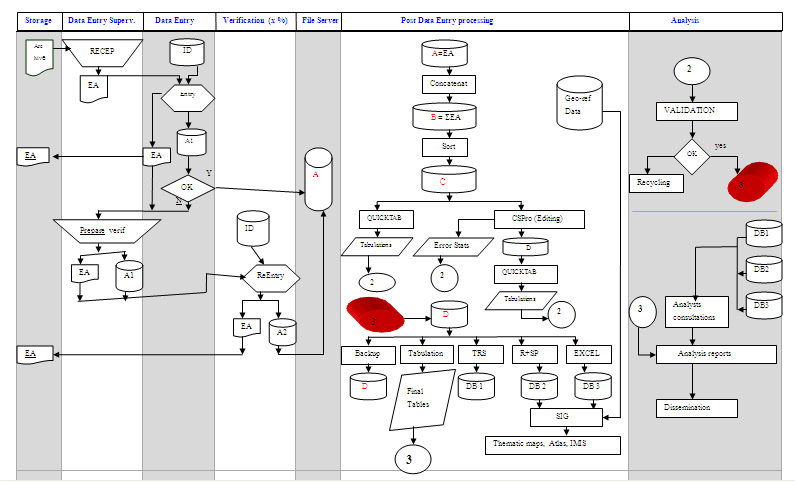 Storage
Data Entry Superv.
Data Entry
Verification (x %)
File Server
Post Data Entry processing
Analysis
Arc
hive
RECEP
ID
EA
Entry
A1
EA
EA
Y
OK
N
A
Prepare verif
EA
A1
ID
ReEntry
EA
A2
EA
A=EA
Concatenat
B = ΣEA
Sort
C
Geo-ref
Data
QUICKTAB
CSPro (Editing)
Tabulations
Error Stats
D
2
2
QUICKTAB
Tabulations
2
3
D
Backup
Tabulation
TRS
R+SP
EXCEL
D
Final
Tables
DB 1
DB 2
DB 3
SIG
3
Thematic maps, Atlas, IMIS
2
VALIDATION
OK
yes
Recycling
3
DB1
DB2
DB3
3
Analysts
consultations
Analysis reports
Dissemination